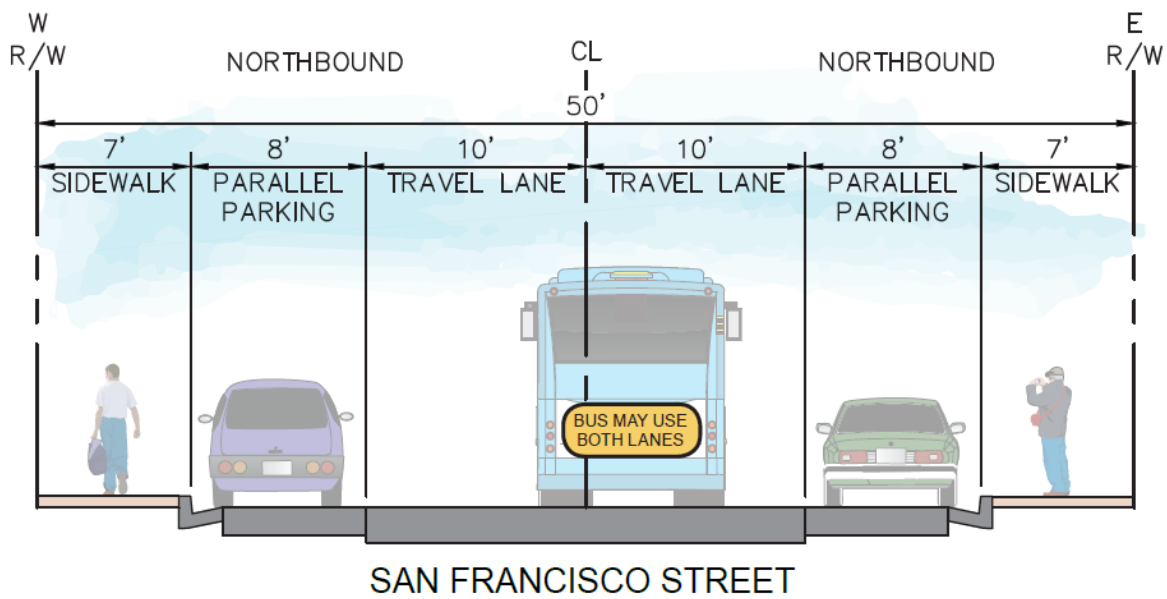 W
R/W
NORTHBOUND
CL
NORTHBOUND
E
R/W
50'
7'
8'
10'
10'
8'
7'
SIDEWALK
PARALLEL
PARKING
TRAVEL LANE
TRAVEL LANE
PARALLEL
PARKING
SIDEWALK
BUS MAY USE
BOTH LANES
SAN FRANCISCO STREET